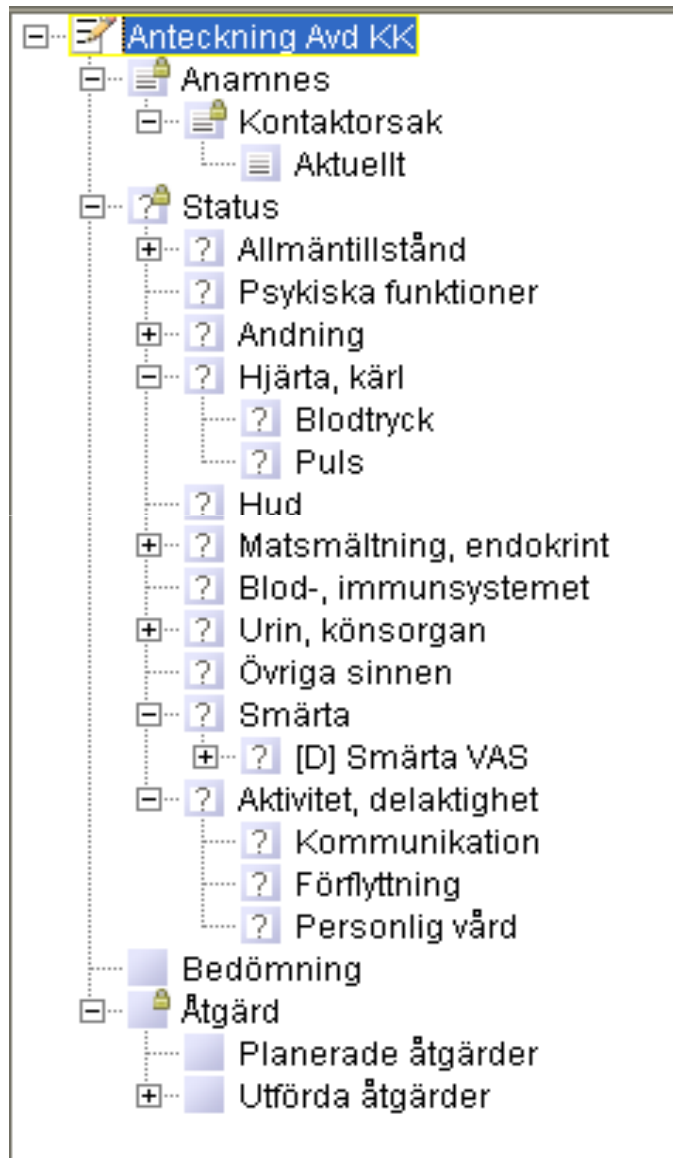 Anteckning Avd KK
Anamnes
Kontaktorsak
Aktuellt
? Status
? Allmäntillstånd
? Psykiska funktioner
? Andning
? Hjärta, kärl
? Blodtryck
? Puls
? Hud
? Matsmältning, endokrint
? Blod-, immunsystemet
? Urin, könsorgan
? Övriga sinnen
? Smärta
? [D] Smärta VAS
? Aktivitet, delaktighet
? Kommunikation
? Förflyttning
? Personlig vård
Bedömning
Åtgärd
Planerade åtgärder
Utförda åtgärder